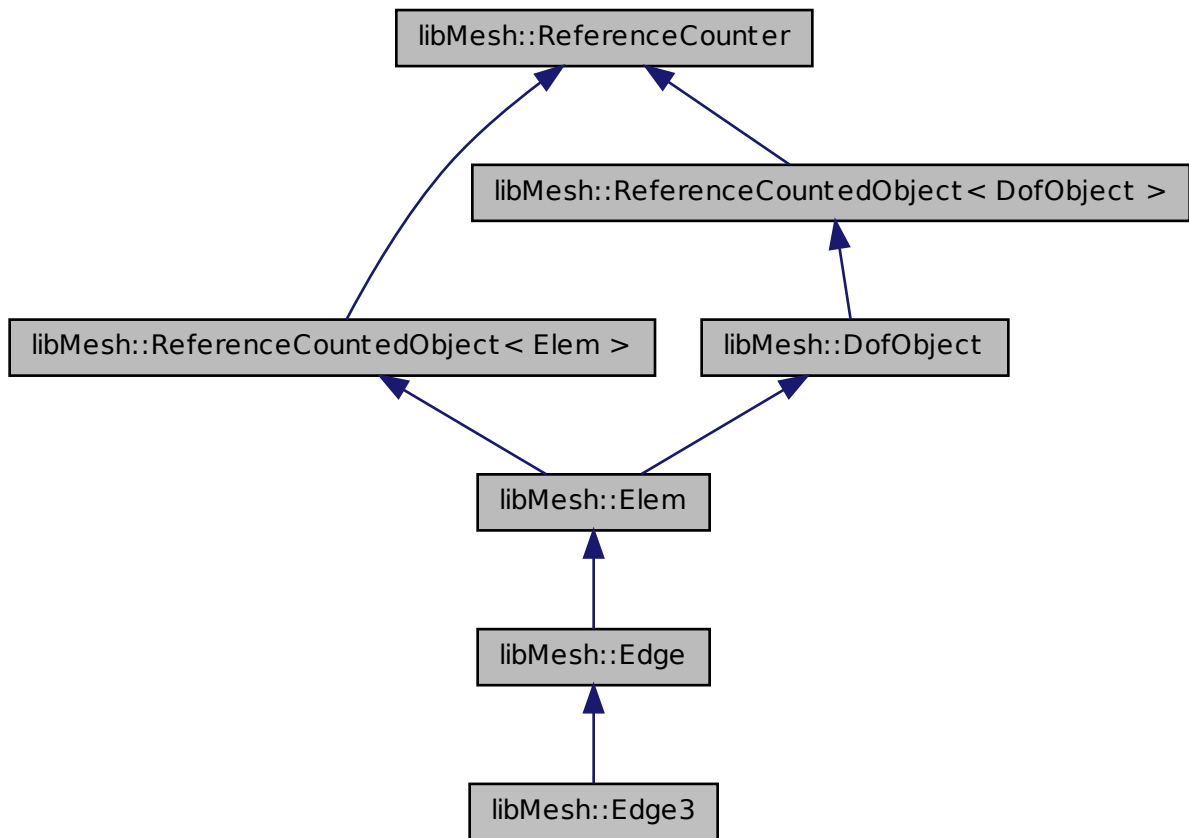 libMesh::ReferenceCounter
libMesh::ReferenceCountedObject< DofObject >
libMesh::ReferenceCountedObject< Elem >
libMesh::DofObject
libMesh::Elem
libMesh::Edge
libMesh::Edge3